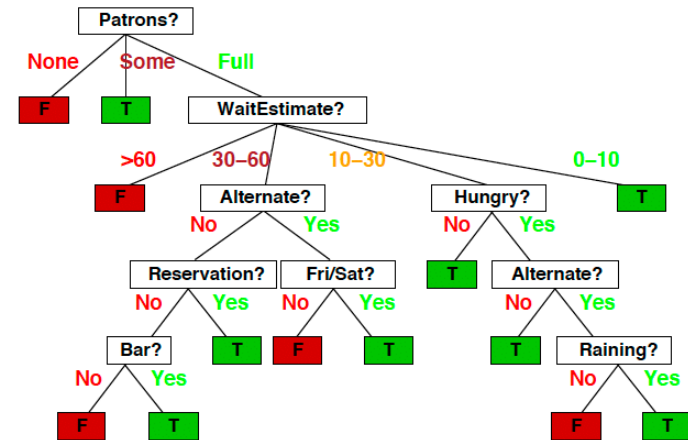 Patrons?
None Some Full
F T WaitEstimate?
>60 30–60 10–30 0–10
F Alternate? Hungry? T
No Yes No Yes
Reservation? Fri/Sat? T Alternate?
No Yes No Yes No Yes
Bar? T F T T Raining?
No Yes No Yes
F T F T